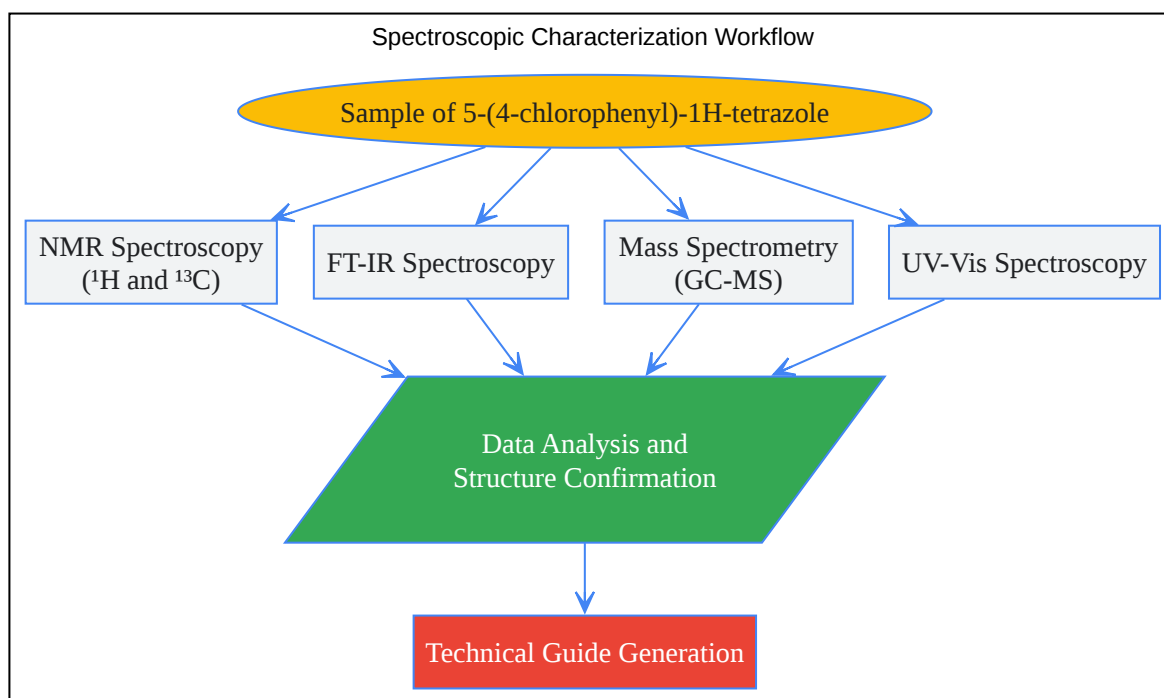 Spectroscopic Characterization Workflow
Sample of 5-(4-chlorophenyl)-1H-tetrazole
NMR Spectroscopy
(¹H and ¹³C)
FT-IR Spectroscopy
Mass Spectrometry
(GC-MS)
UV-Vis Spectroscopy
Data Analysis and
Structure Confirmation
Technical Guide Generation